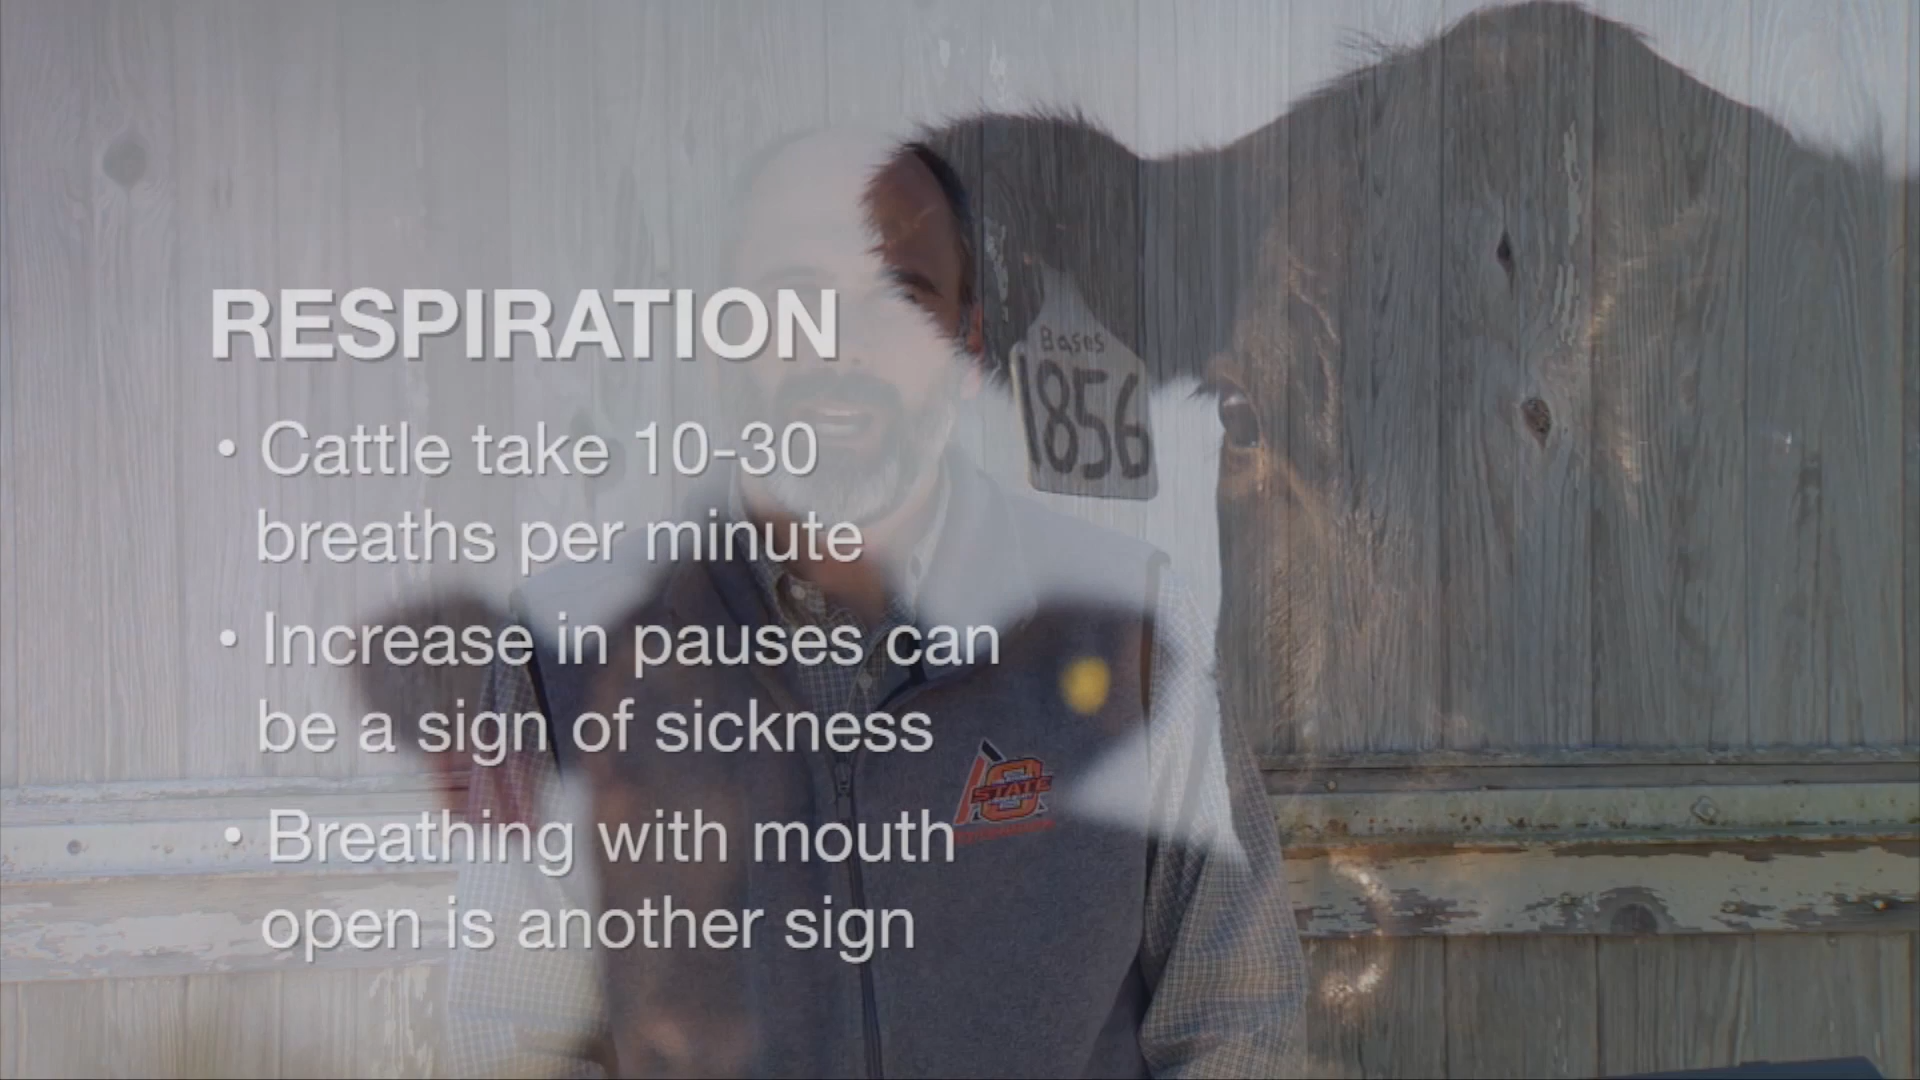 RESPIRATION
• Cattle take 10-30
breaths per minute
• Increase in pauses can
be a sign of sickness
• Breathing with mouth
open is another sign
Bases
1856
STATE